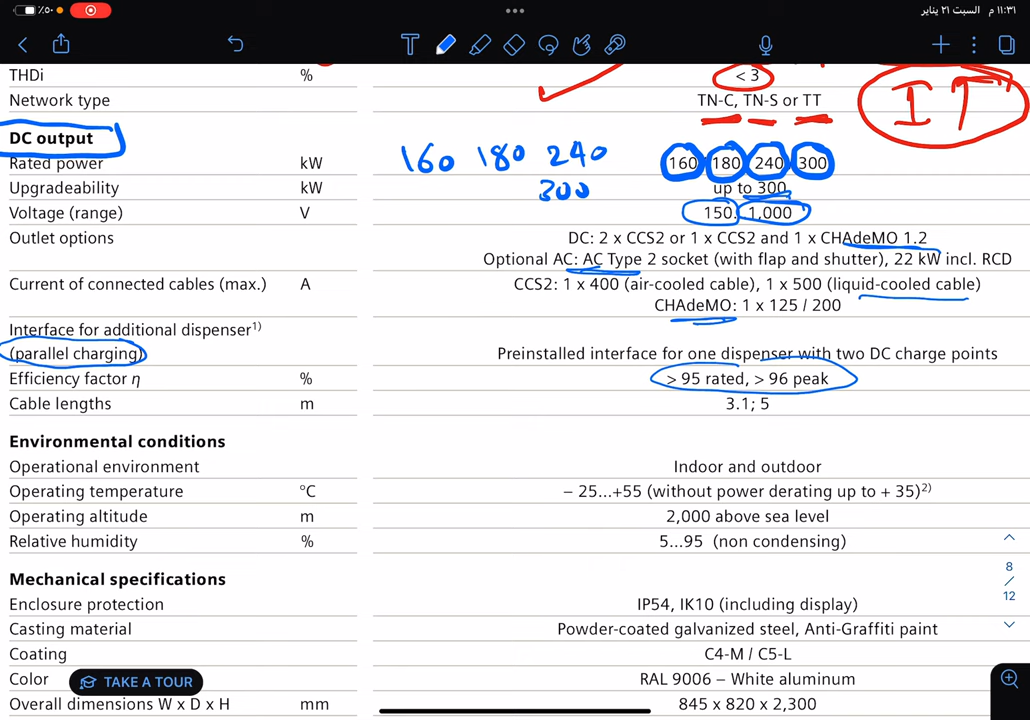 ٪٥٠ ١١:٣١ م السبت ٢١ يناير
T
THDi % < 3
Network type TN-C, TN-S or TT
IT
DC output
160 180 240
Rated power kW 160 180 240 300
300
Upgradeability kW up to 300
Voltage (range) V 150 1,000
Outlet options DC: 2 x CCS2 or 1 x CCS2 and 1 x CHAdeMO 1.2
Optional AC: AC Type 2 socket (with flap and shutter), 22 kW incl. RCD
Current of connected cables (max.) A CCS2: 1 x 400 (air-cooled cable), 1 x 500 (liquid-cooled cable)
CHAdeMO: 1 x 125 / 200
Interface for additional dispenser1)
(parallel charging) Preinstalled interface for one dispenser with two DC charge points
Efficiency factor η % > 95 rated, > 96 peak
Cable lengths m 3.1; 5
Environmental conditions
Operational environment Indoor and outdoor
Operating temperature °C – 25...+55 (without power derating up to + 35)2)
Operating altitude m 2,000 above sea level
Relative humidity % 5...95 (non condensing)
8
/
12
Mechanical specifications
Enclosure protection IP54, IK10 (including display)
Casting material Powder-coated galvanized steel, Anti-Graffiti paint
Coating C4-M / C5-L
Color RAL 9006 – White aluminum
TAKE A TOUR
Overall dimensions W x D x H mm 845 x 820 x 2,300